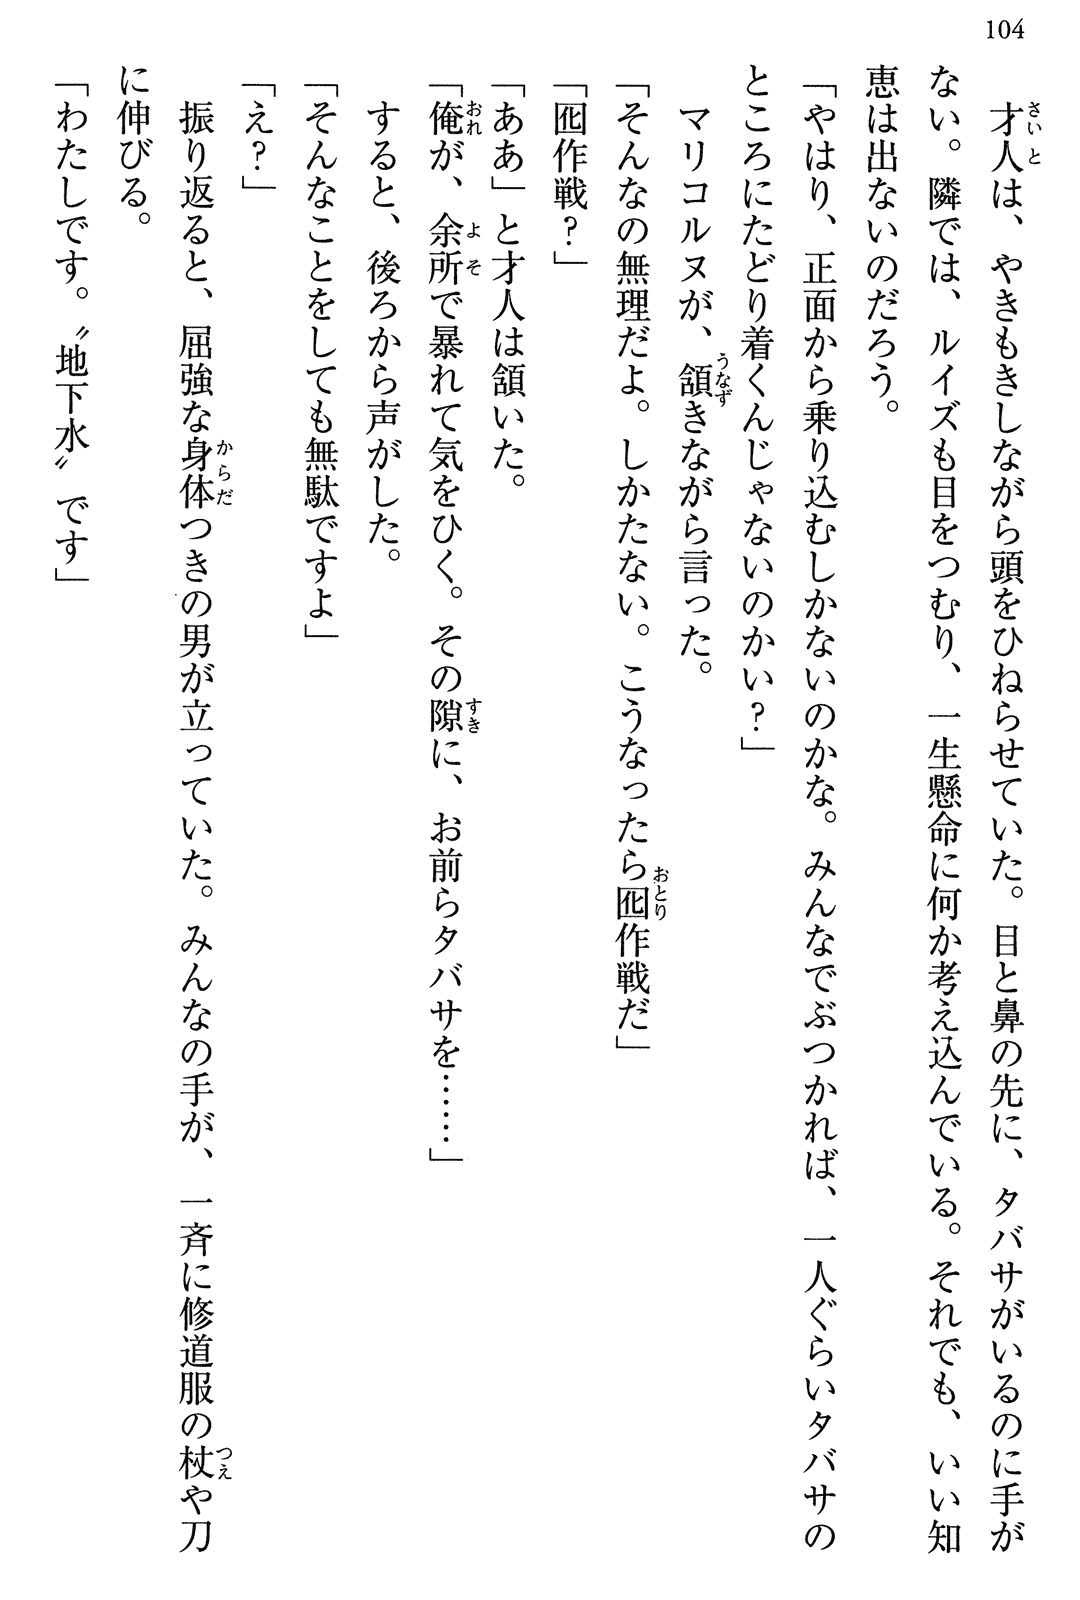 104
才人は、やきもきしながら頭をひねらせていた。目と鼻の先に、タバサがいるのに手が
ない。隣では、ルイズも目をつむり、一生懸命に何か考え込んでいる。それでも、いい知
恵は出ないのだろう。
「やはり、正面から乗り込むしかないのかな。みんなでぶつかれば、一人ぐらいタバサの
ところにたどり着くんじゃないのかい?」
マリコルヌが、頷きながら言った。
「そんなの無理だよ。しかたない。こうなったら囮作戦だ」
「囮作戦?」
「ああ」と才人は頷いた。
「俺が、余所で暴れて気をひく。その隙に、お前らタバサを……」
すると、後ろから声がした。
「そんなことをしても無駄ですよ」
「え?」
振り返ると、屈強な身体つきの男が立っていた。みんなの手が、一斉に修道服の杖や刀
に伸びる。
「わたしです。〝地下水〟です」